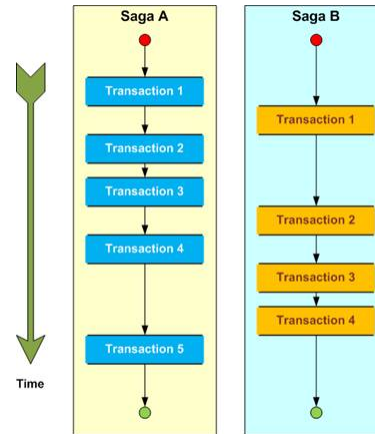 Saga A
Transaction 1
Transaction 2
Transaction 3
Transaction 4
Transaction 5
Saga B
Transaction 1
Transaction 2
Transaction 3
Transaction 4
Time